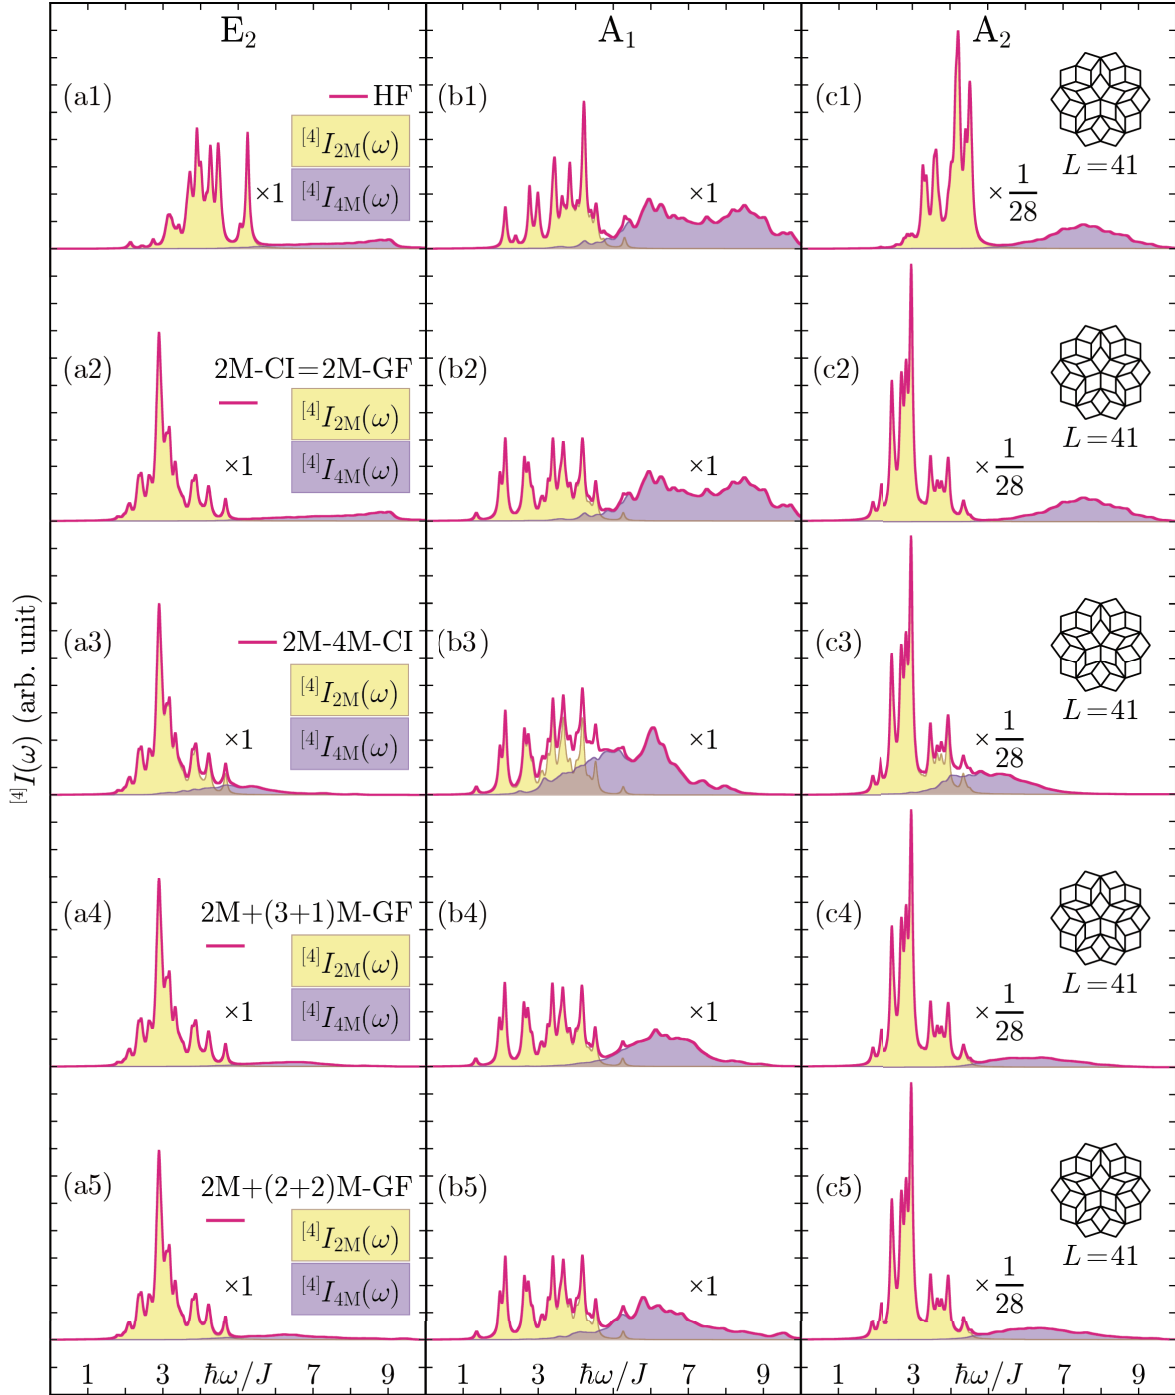 E₂ A₁ A₂
(a1) HF
[4]I₂M(ω)
[4]I₄M(ω)
×1
(b1)
×1
(c1)
×1/28
L=41
(a2) 2M-CI=2M-GF
[4]I₂M(ω)
[4]I₄M(ω)
×1
(b2)
×1
(c2)
×1/28
L=41
[4]I(ω) (arb. unit)
(a3) 2M-4M-CI
[4]I₂M(ω)
[4]I₄M(ω)
×1
(b3)
×1
(c3)
×1/28
L=41
(a4) 2M+(3+1)M-GF
[4]I₂M(ω)
[4]I₄M(ω)
×1
(b4)
×1
(c4)
×1/28
L=41
(a5) 2M+(2+2)M-GF
[4]I₂M(ω)
[4]I₄M(ω)
×1
(b5)
×1
(c5)
×1/28
L=41
1 3 ħω/J 7 9
1 3 ħω/J 7 9
1 3 ħω/J 7 9